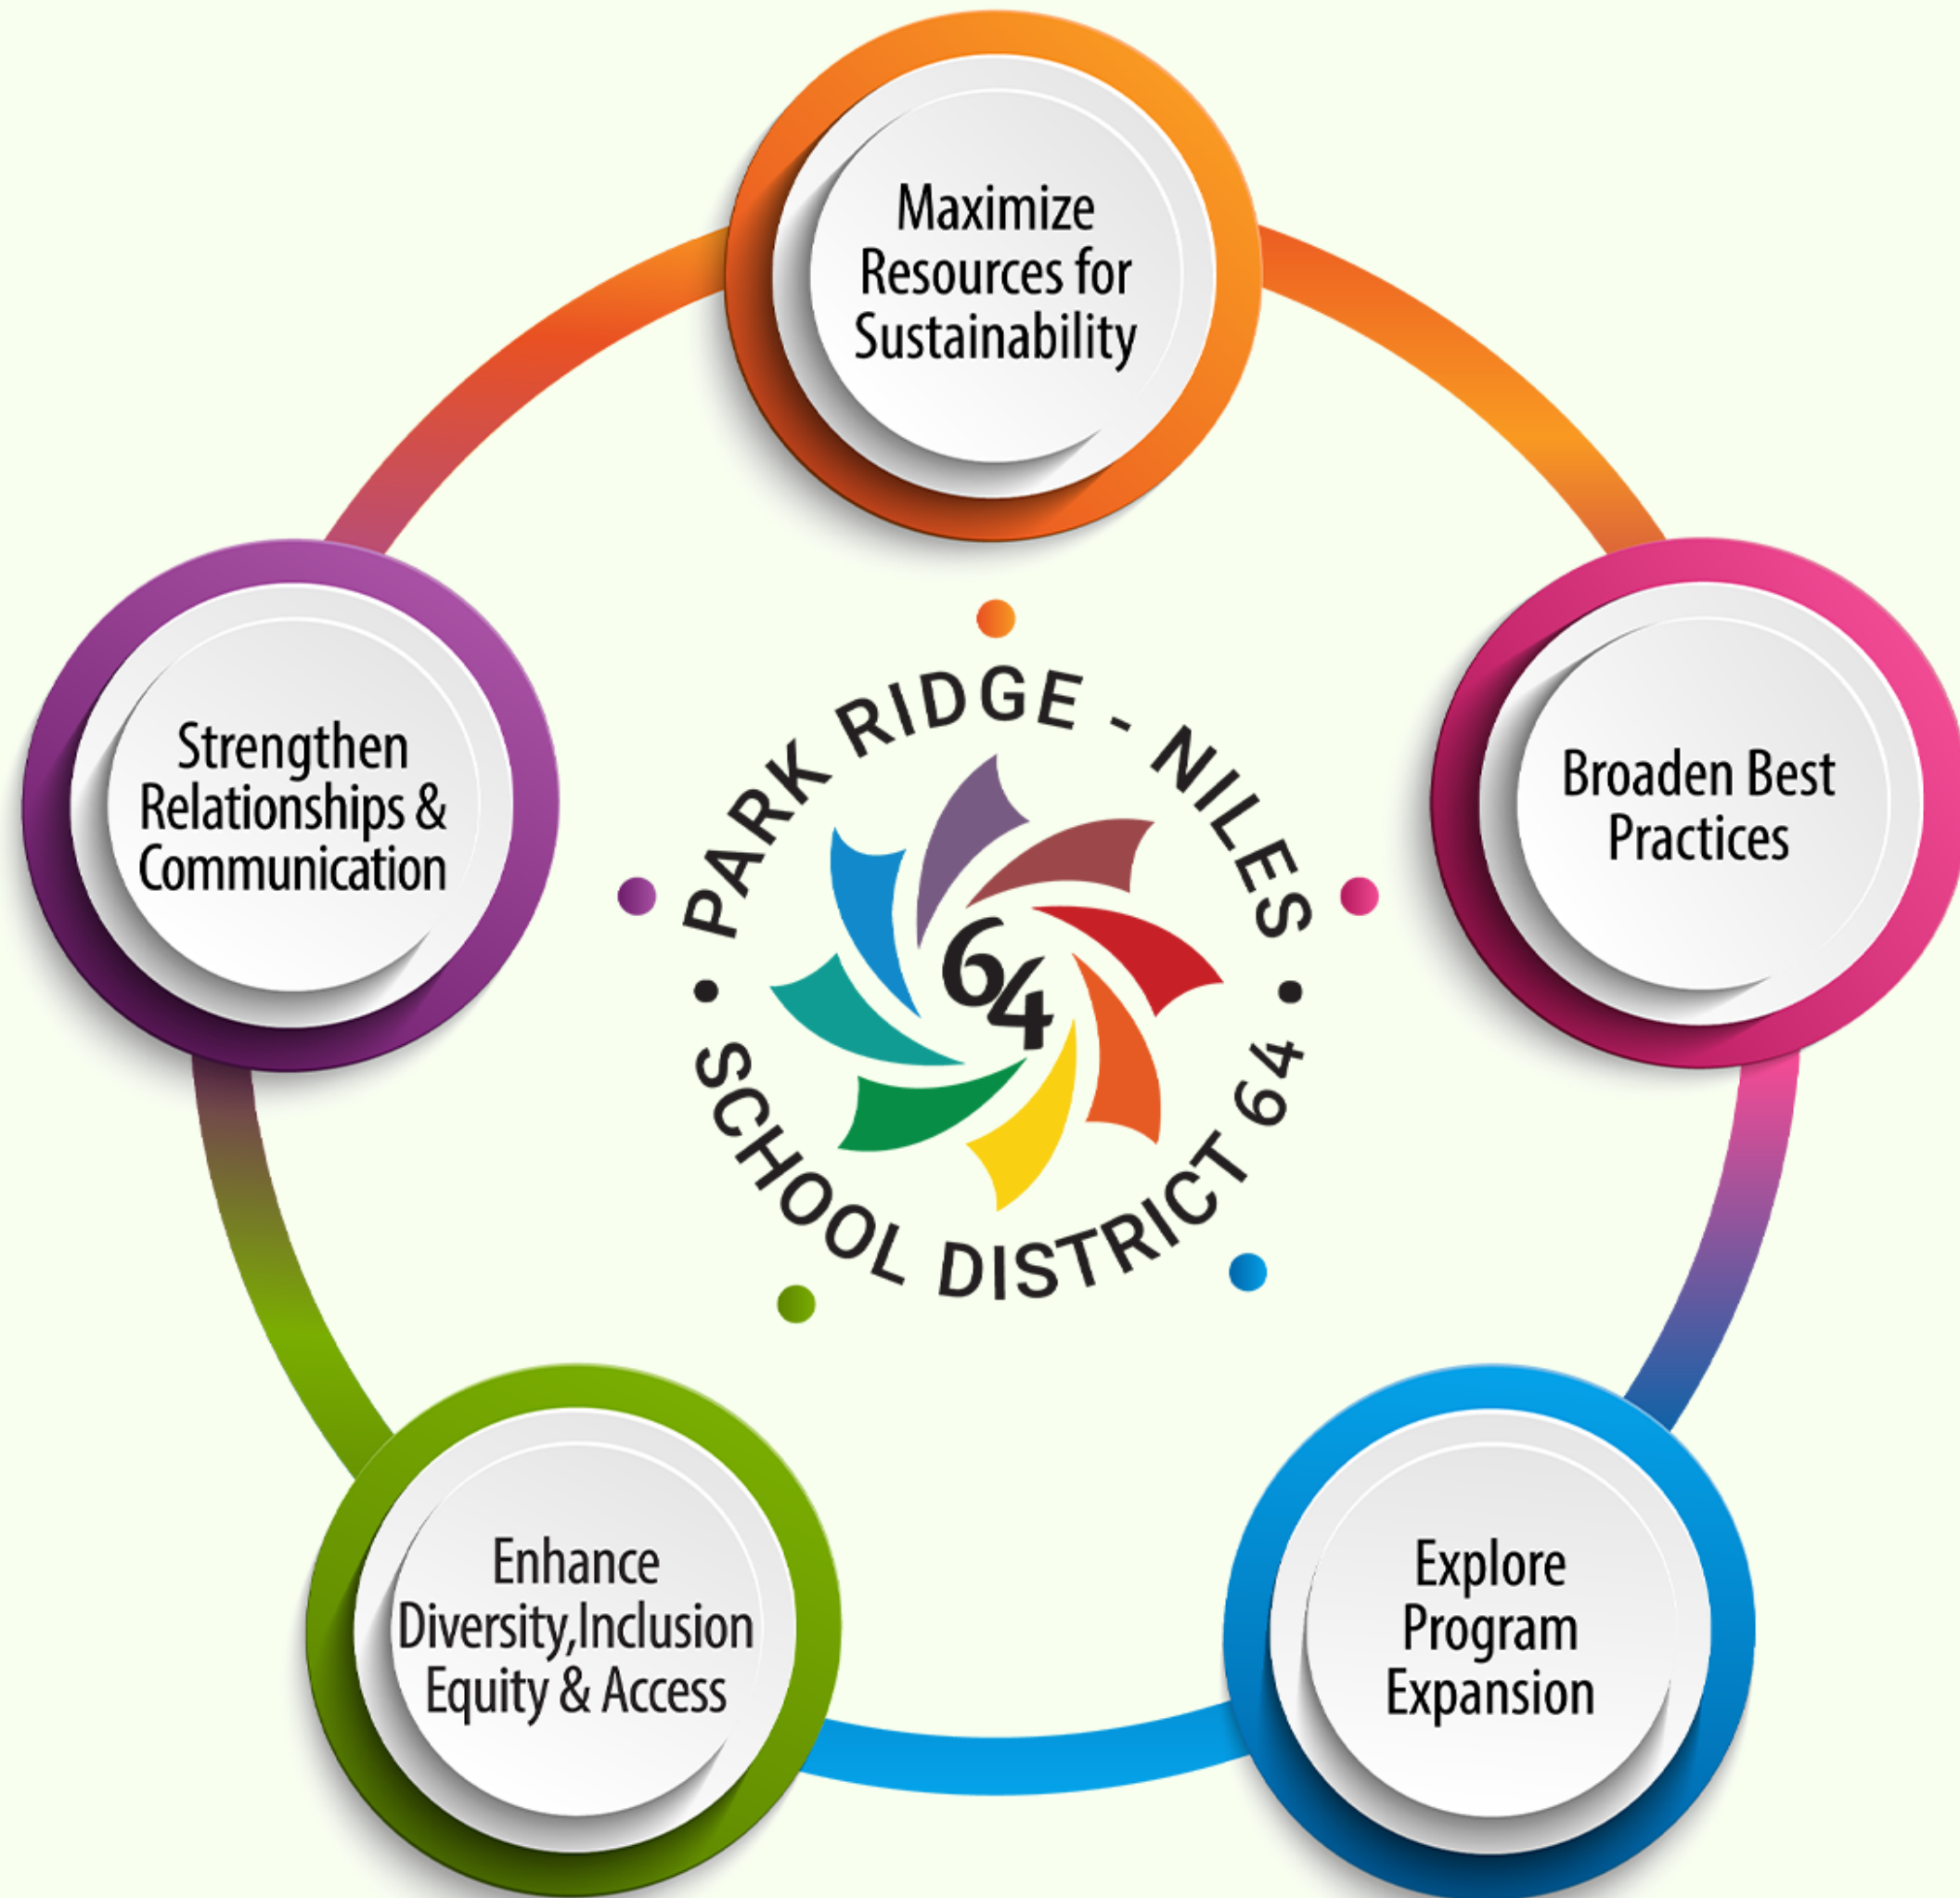 Maximize
Resources for
Sustainability
Strengthen
Relationships &
Communication
Broaden Best
Practices
PARK RIDGE - NILES
64
• SCHOOL DISTRICT 64 •
Enhance
Diversity,Inclusion
Equity & Access
Explore
Program
Expansion